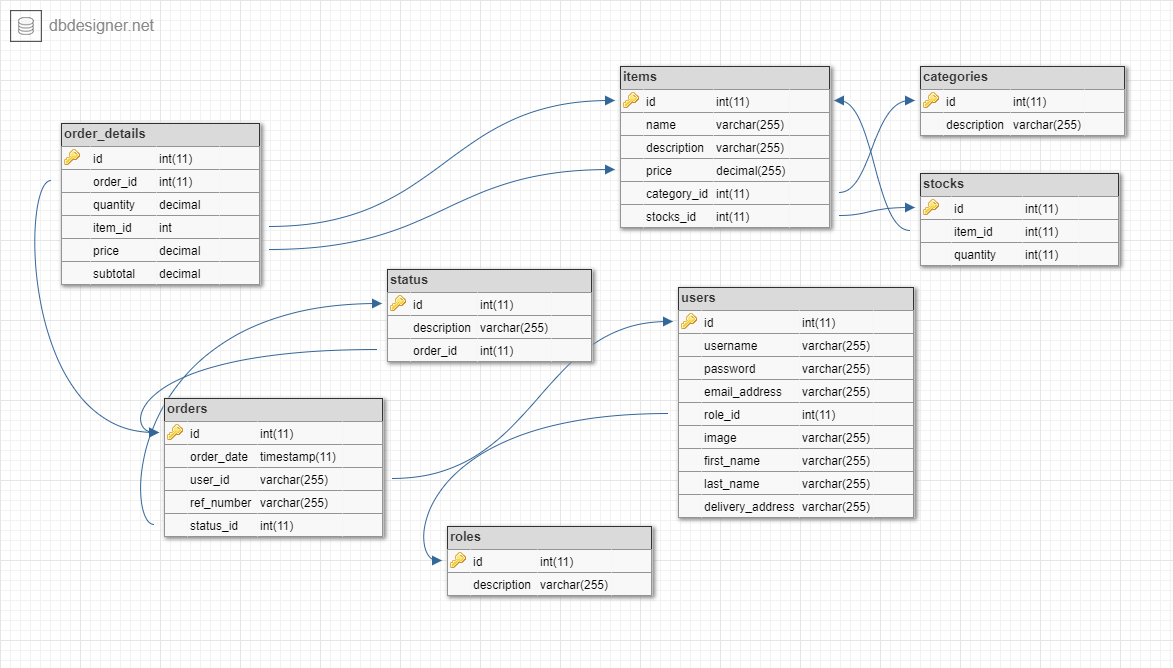 dbdesigner.net
order_details
id int(11)
order_id int(11)
quantity decimal
item_id int
price decimal
subtotal decimal
items
id int(11)
name varchar(255)
description varchar(255)
price decimal(255)
category_id int(11)
stocks_id int(11)
categories
id int(11)
description varchar(255)
stocks
id int(11)
item_id int(11)
quantity int(11)
status
id int(11)
description varchar(255)
order_id int(11)
users
id int(11)
username varchar(255)
password varchar(255)
email_address varchar(255)
role_id int(11)
image varchar(255)
first_name varchar(255)
last_name varchar(255)
delivery_address varchar(255)
orders
id int(11)
order_date timestamp(11)
user_id varchar(255)
ref_number varchar(255)
status_id int(11)
roles
id int(11)
description varchar(255)